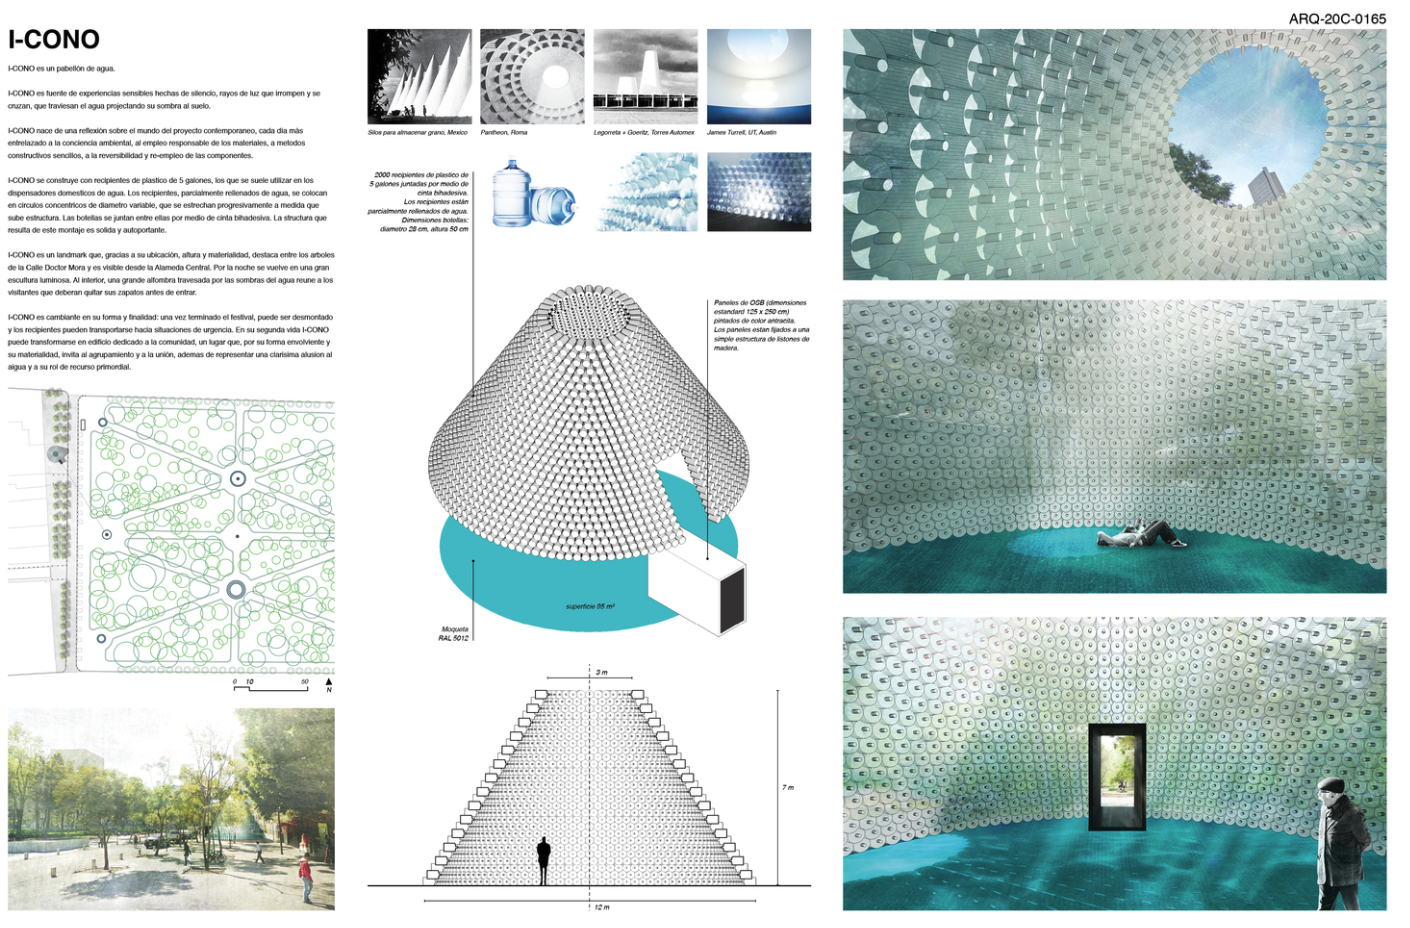 ARQ-20C-0165
I-CONO
I-CONO es un pabellón de agua.
I-CONO es fuente de experiencias sensibles hechas de silencio, rayos de luz que irrompen y se
cruzan, que traviesan el agua projectando su sombra al suelo.
I-CONO nace de una reflexión sobre el mundo del proyecto contemporaneo, cada día más
entrelazado a la conciencia ambiental, al empleo responsable de los materiales, a metodos
constructivos sencillos, a la reversibilidad y re-empleo de las componentes.
I-CONO se construye con recipientes de plastico de 5 galones, los que se suele utilizar en los
dispensadores domesticos de agua. Los recipientes, parcialmente rellenados de agua, se colocan
en circulos concentricos de diametro variable, que se estrechan progresivamente a medida que
sube estructura. Las botellas se juntan entre ellas por medio de cinta bihadesiva. La structura que
resulta de este montaje es solida y autoportante.
I-CONO es un landmark que, gracias a su ubicación, altura y materialidad, destaca entre los arboles
de la Calle Doctor Mora y es visible desde la Alameda Central. Por la noche se vuelve en una gran
escultura luminosa. Al interior, una grande alfombra travesada por las sombras del agua reune a los
visitantes que deberan quitar sus zapatos antes de entrar.
I-CONO es cambiante en su forma y finalidad: una vez terminado el festival, puede ser desmontado
y los recipientes pueden transportarse hacia situaciones de urgencia. En su segunda vida I-CONO
puede transformarse en edificio dedicado a la comunidad, un lugar que, por su forma envolviente y
su materialidad, invita al agrupamiento y a la unión, ademas de representar una clarisima alusion al
aigua y a su rol de recurso primordial.
0 10 50
N
Silos para almacenar grano, Mexico
Pantheon, Roma
Legorreta + Goeritz, Torres Automex
James Turrell, UT, Austin
2000 recipientes de plastico de
5 galones juntadas por medio de
cinta bihadesiva.
Los recipientes están
parcialmente rellenados de agua.
Dimensiones botellas:
diametro 28 cm, altura 50 cm
Paneles de OSB (dimensiones
estandard 125 x 250 cm)
pintados de color antracita.
Los paneles estan fijados a una
simple estructura de listones de
madera.
superficie 95 m²
Moqueta
RAL 5012
3 m
7 m
12 m